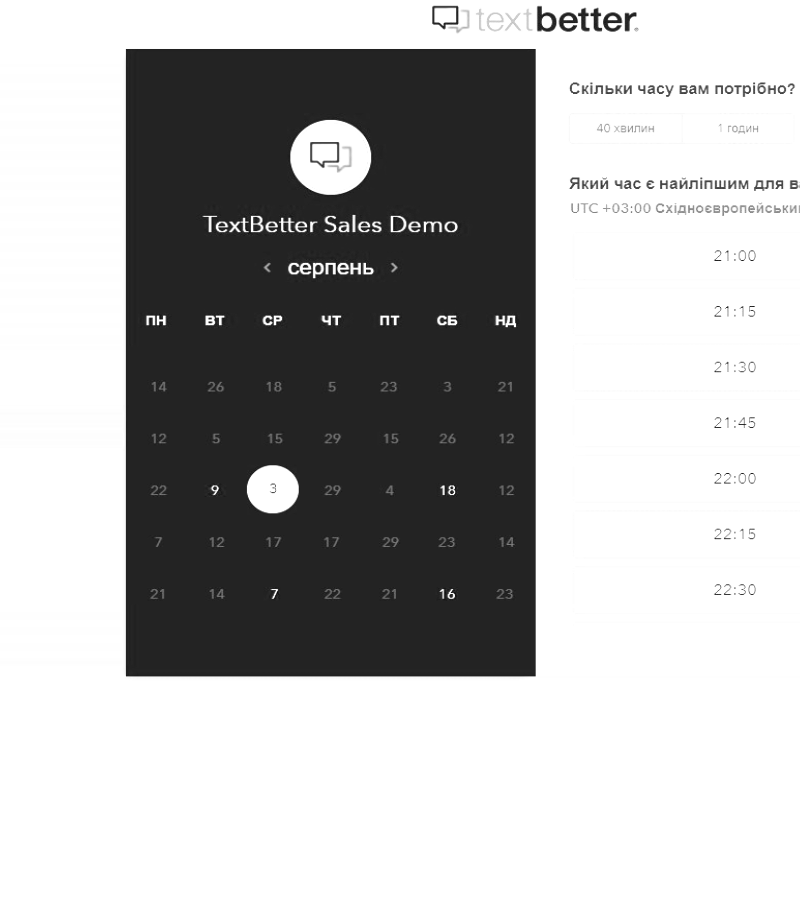 textbetter.
TextBetter Sales Demo
‹ серпень ›
ПН ВТ СР ЧТ ПТ СБ НД
14 26 18 5 23 3 21
12 5 15 29 15 26 12
22 9 3 29 4 18 12
7 12 17 17 29 23 14
21 14 7 22 21 16 23
Скільки часу вам потрібно?
40 хвилин 1 годин
Який час є найліпшим для
UTC +03:00
21:00
21:15
21:30
21:45
22:00
22:15
22:30